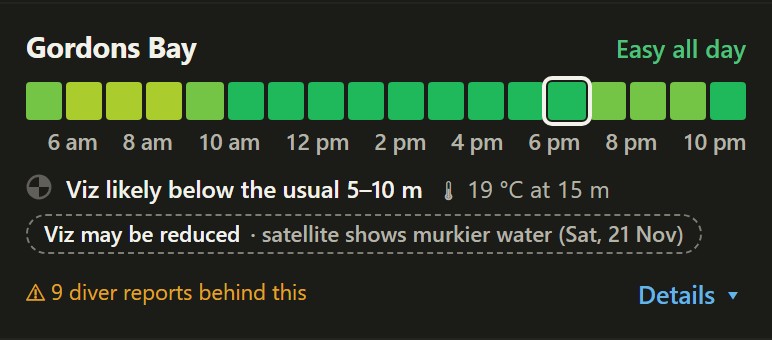 Gordons Bay
Easy all day
6 am 8 am 10 am 12 pm 2 pm 4 pm 6 pm 8 pm 10 pm
Viz likely below the usual 5–10 m 19 °C at 15 m
Viz may be reduced · satellite shows murkier water (Sat, 21 Nov)
⚠ 9 diver reports behind this
Details ▼